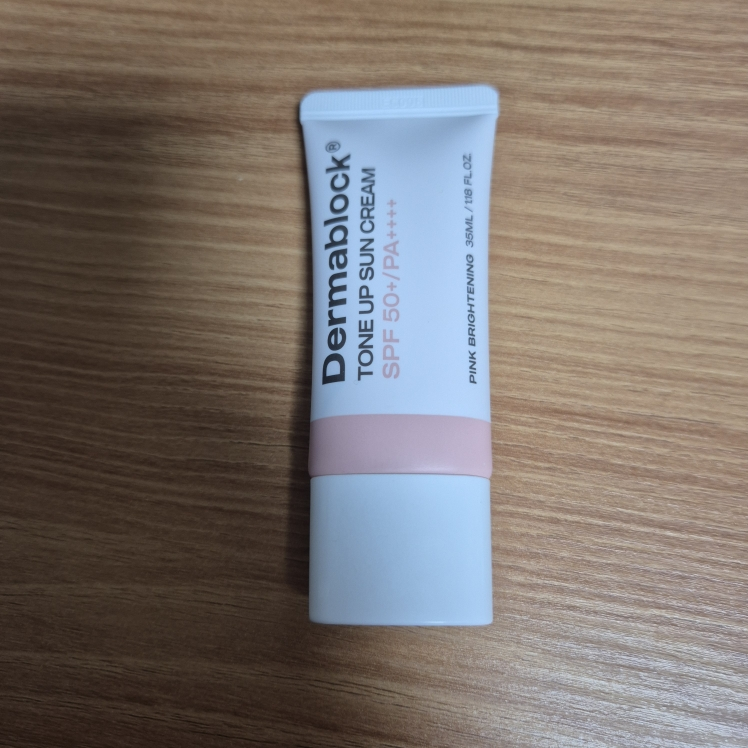 Dermablock®
TONE UP SUN CREAM
SPF 50+/PA++++
PINK BRIGHTENING 35ML / 1.18 FL.OZ.